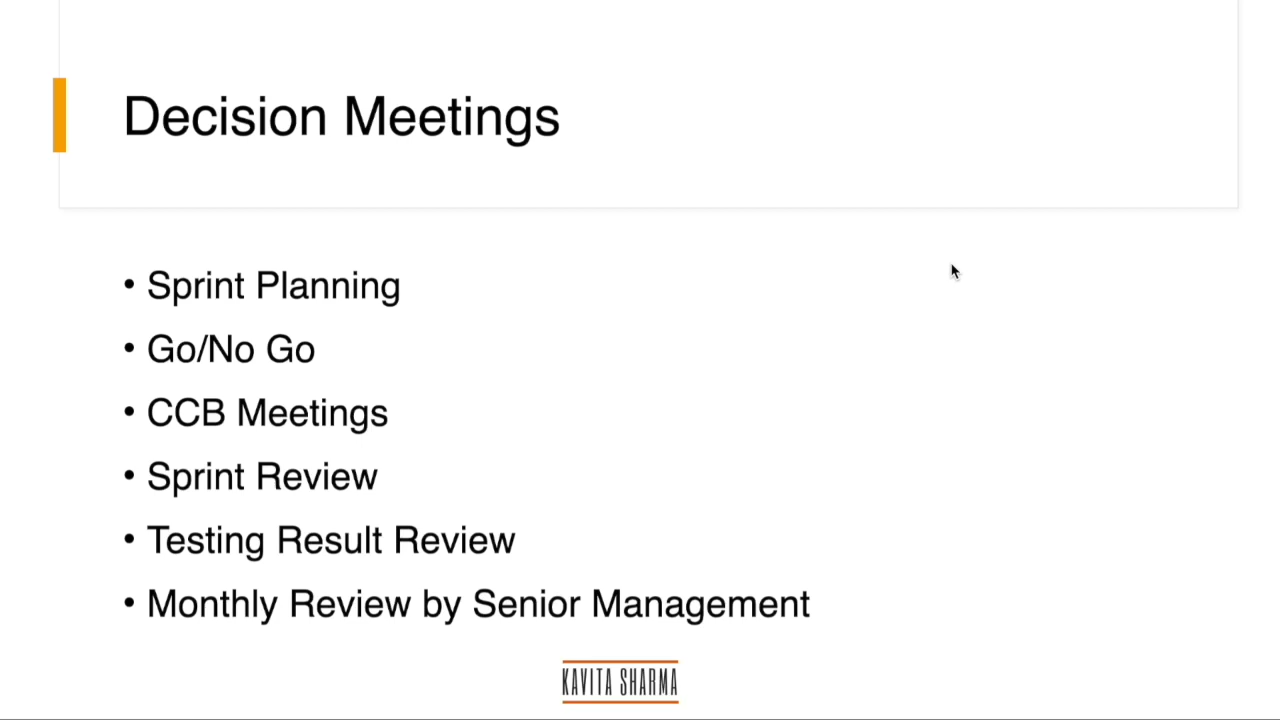 Decision Meetings
• Sprint Planning
• Go/No Go
• CCB Meetings
• Sprint Review
• Testing Result Review
• Monthly Review by Senior Management
KAVITA SHARMA